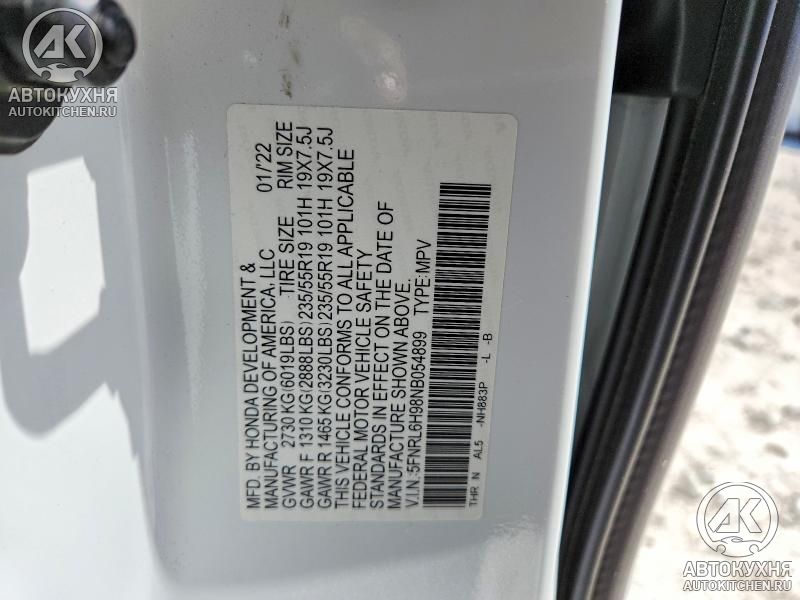 AK
АВТОКУХНЯ
AUTOKITCHEN.RU
MFD. BY HONDA DEVELOPMENT &
MANUFACTURING OF AMERICA, LLC 01/'22
GVWR 2730 KG(6019LBS) TIRE SIZE RIM SIZE
GAWR F 1310 KG(2888LBS)235/55R19 101H 19X7.5J
GAWR R 1465 KG(3230LBS)235/55R19 101H 19X7.5J
THIS VEHICLE CONFORMS TO ALL APPLICABLE
FEDERAL MOTOR VEHICLE SAFETY
STANDARDS IN EFFECT ON THE DATE OF
MANUFACTURE SHOWN ABOVE.
V.I.N.:5FNRL6H98NB054899 TYPE:MPV
THR N AL5 -NH883P -L -B
AK
АВТОКУХНЯ
AUTOKITCHEN.RU